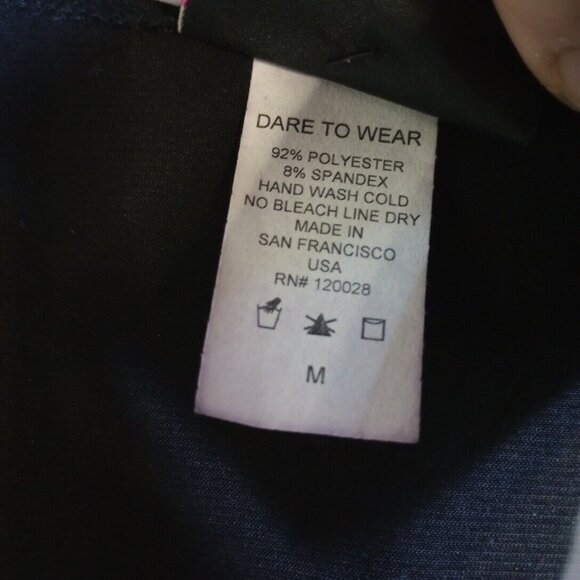 DARE TO WEAR
92% POLYESTER
8% SPANDEX
HAND WASH COLD
NO BLEACH LINE DRY
MADE IN
SAN FRANCISCO
USA
RN# 120028
M